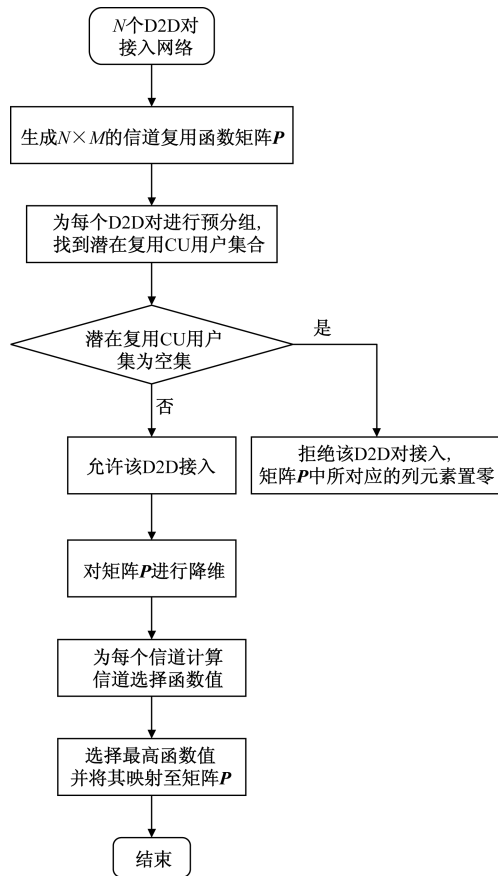 N个D2D对
接入网络
生成N×M的信道复用函数矩阵P
为每个D2D对进行预分组,
找到潜在复用CU用户集合
潜在复用CU用户
集为空集
是
否
允许该D2D接入
拒绝该D2D对接入,
矩阵P中所对应的列元素置零
对矩阵P进行降维
为每个信道计算
信道选择函数值
选择最高函数值
并将其映射至矩阵P
结束